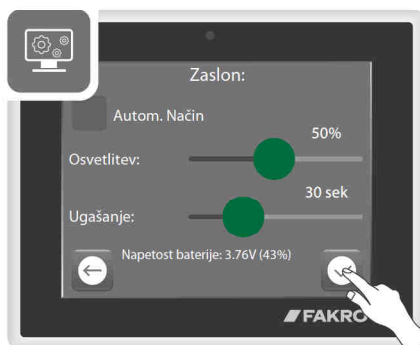 Zaslon:
Autom. Način
50%
Osvetlitev:
30 sek
Ugašanje:
Napetost baterije: 3.76V (43%)
FAKRO